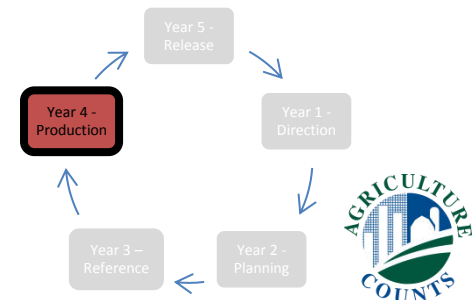 Year 5 -
Release
Year 4 -
Production
Year 1 -
Direction
Year 3 –
Reference
Year 2 -
Planning
AGRICULTURE
COUNTS